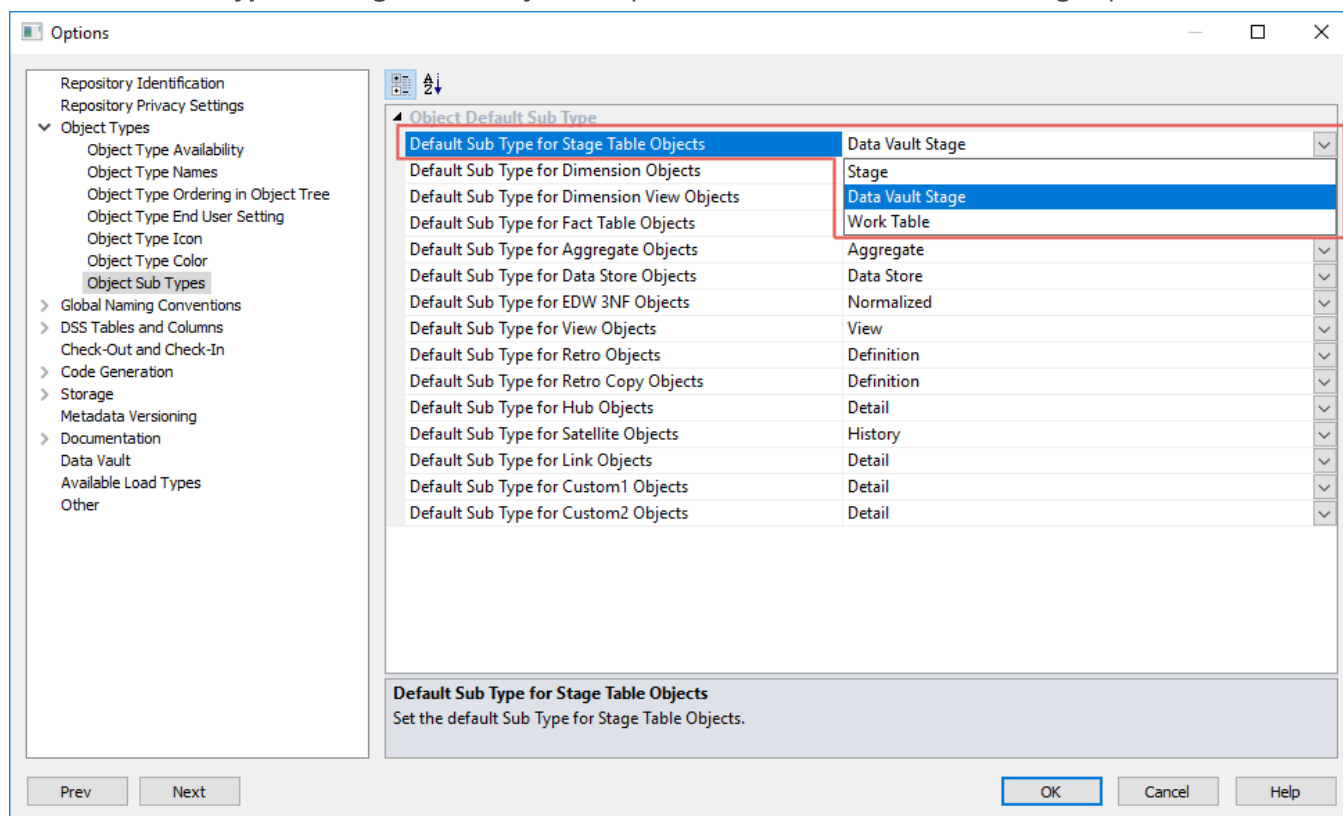 Options
Repository Identification
Repository Privacy Settings
Object Types
Object Type Availability
Object Type Names
Object Type Ordering in Object Tree
Object Type End User Setting
Object Type Icon
Object Type Color
Object Sub Types
Global Naming Conventions
DSS Tables and Columns
Check-Out and Check-In
Code Generation
Storage
Metadata Versioning
Documentation
Data Vault
Available Load Types
Other
Object Default Sub Type
Default Sub Type for Stage Table Objects Data Vault Stage
Default Sub Type for Dimension Objects Stage
Default Sub Type for Dimension View Objects Data Vault Stage
Default Sub Type for Fact Table Objects Work Table
Default Sub Type for Aggregate Objects Aggregate
Default Sub Type for Data Store Objects Data Store
Default Sub Type for EDW 3NF Objects Normalized
Default Sub Type for View Objects View
Default Sub Type for Retro Objects Definition
Default Sub Type for Retro Copy Objects Definition
Default Sub Type for Hub Objects Detail
Default Sub Type for Satellite Objects History
Default Sub Type for Link Objects Detail
Default Sub Type for Custom1 Objects Detail
Default Sub Type for Custom2 Objects Detail
Default Sub Type for Stage Table Objects
Set the default Sub Type for Stage Table Objects.
Prev Next OK Cancel Help